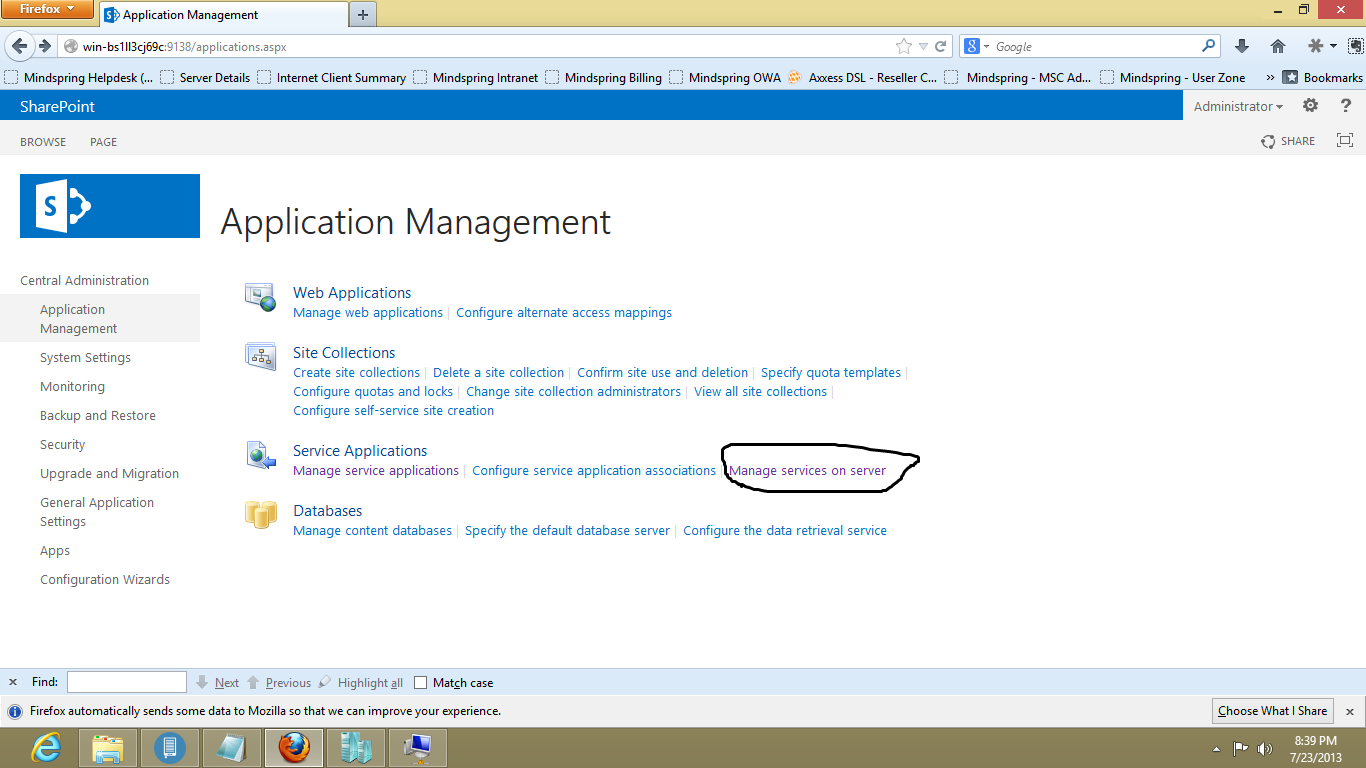 Firefox
Application Management
win-bs1ll3cj69c:9138/applications.aspx
Google
Mindspring Helpdesk (... Server Details Internet Client Summary Mindspring Intranet Mindspring Billing Mindspring OWA Axxess DSL - Reseller C... Mindspring - MSC Ad... Mindspring - User Zone » Bookmarks
SharePoint
Administrator
?
BROWSE PAGE
SHARE
S
Application Management
Central Administration
Application
Management
System Settings
Monitoring
Backup and Restore
Security
Upgrade and Migration
General Application
Settings
Apps
Configuration Wizards
Web Applications
Manage web applications | Configure alternate access mappings
Site Collections
Create site collections | Delete a site collection | Confirm site use and deletion | Specify quota templates |
Configure quotas and locks | Change site collection administrators | View all site collections |
Configure self-service site creation
Service Applications
Manage service applications | Configure service application associations | Manage services on server
Databases
Manage content databases | Specify the default database server | Configure the data retrieval service
x Find: Next Previous Highlight all Match case
Firefox automatically sends some data to Mozilla so that we can improve your experience.
Choose What I Share x
8:39 PM
7/23/2013